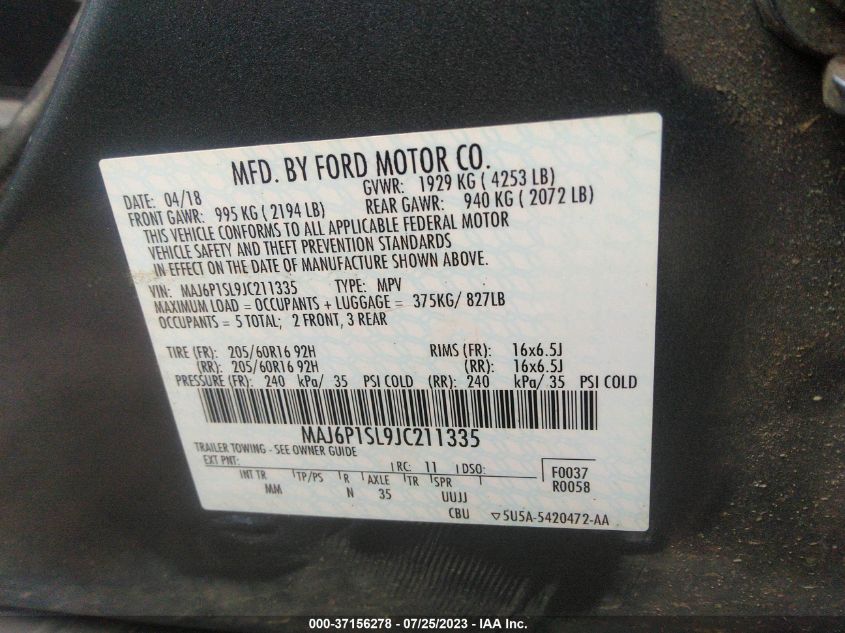 MFD. BY FORD MOTOR CO.
DATE: 04/18 GVWR: 1929 KG ( 4253 LB)
FRONT GAWR: 995 KG ( 2194 LB) REAR GAWR: 940 KG ( 2072 LB)
THIS VEHICLE CONFORMS TO ALL APPLICABLE FEDERAL MOTOR
VEHICLE SAFETY AND THEFT PREVENTION STANDARDS
IN EFFECT ON THE DATE OF MANUFACTURE SHOWN ABOVE.
VIN: MAJ6P1SL9JC211335 TYPE: MPV
MAXIMUM LOAD = OCCUPANTS + LUGGAGE = 375KG/ 827LB
OCCUPANTS = 5 TOTAL; 2 FRONT, 3 REAR
TIRE (FR): 205/60R16 92H RIMS (FR): 16x6.5J
(RR): 205/60R16 92H (RR): 16x6.5J
PRESSURE (FR): 240 kPa/ 35 PSI COLD (RR): 240 kPa/ 35 PSI COLD
MAJ6P1SL9JC211335
TRAILER TOWING - SEE OWNER GUIDE
EXT PNT: RC: 11 DSO: F0037
INT TR TP/PS R AXLE TR SPR R0058
MM N 35 UUJJ
CBU 5U5A-5420472-AA
000-37156278 - 07/25/2023 - IAA Inc.